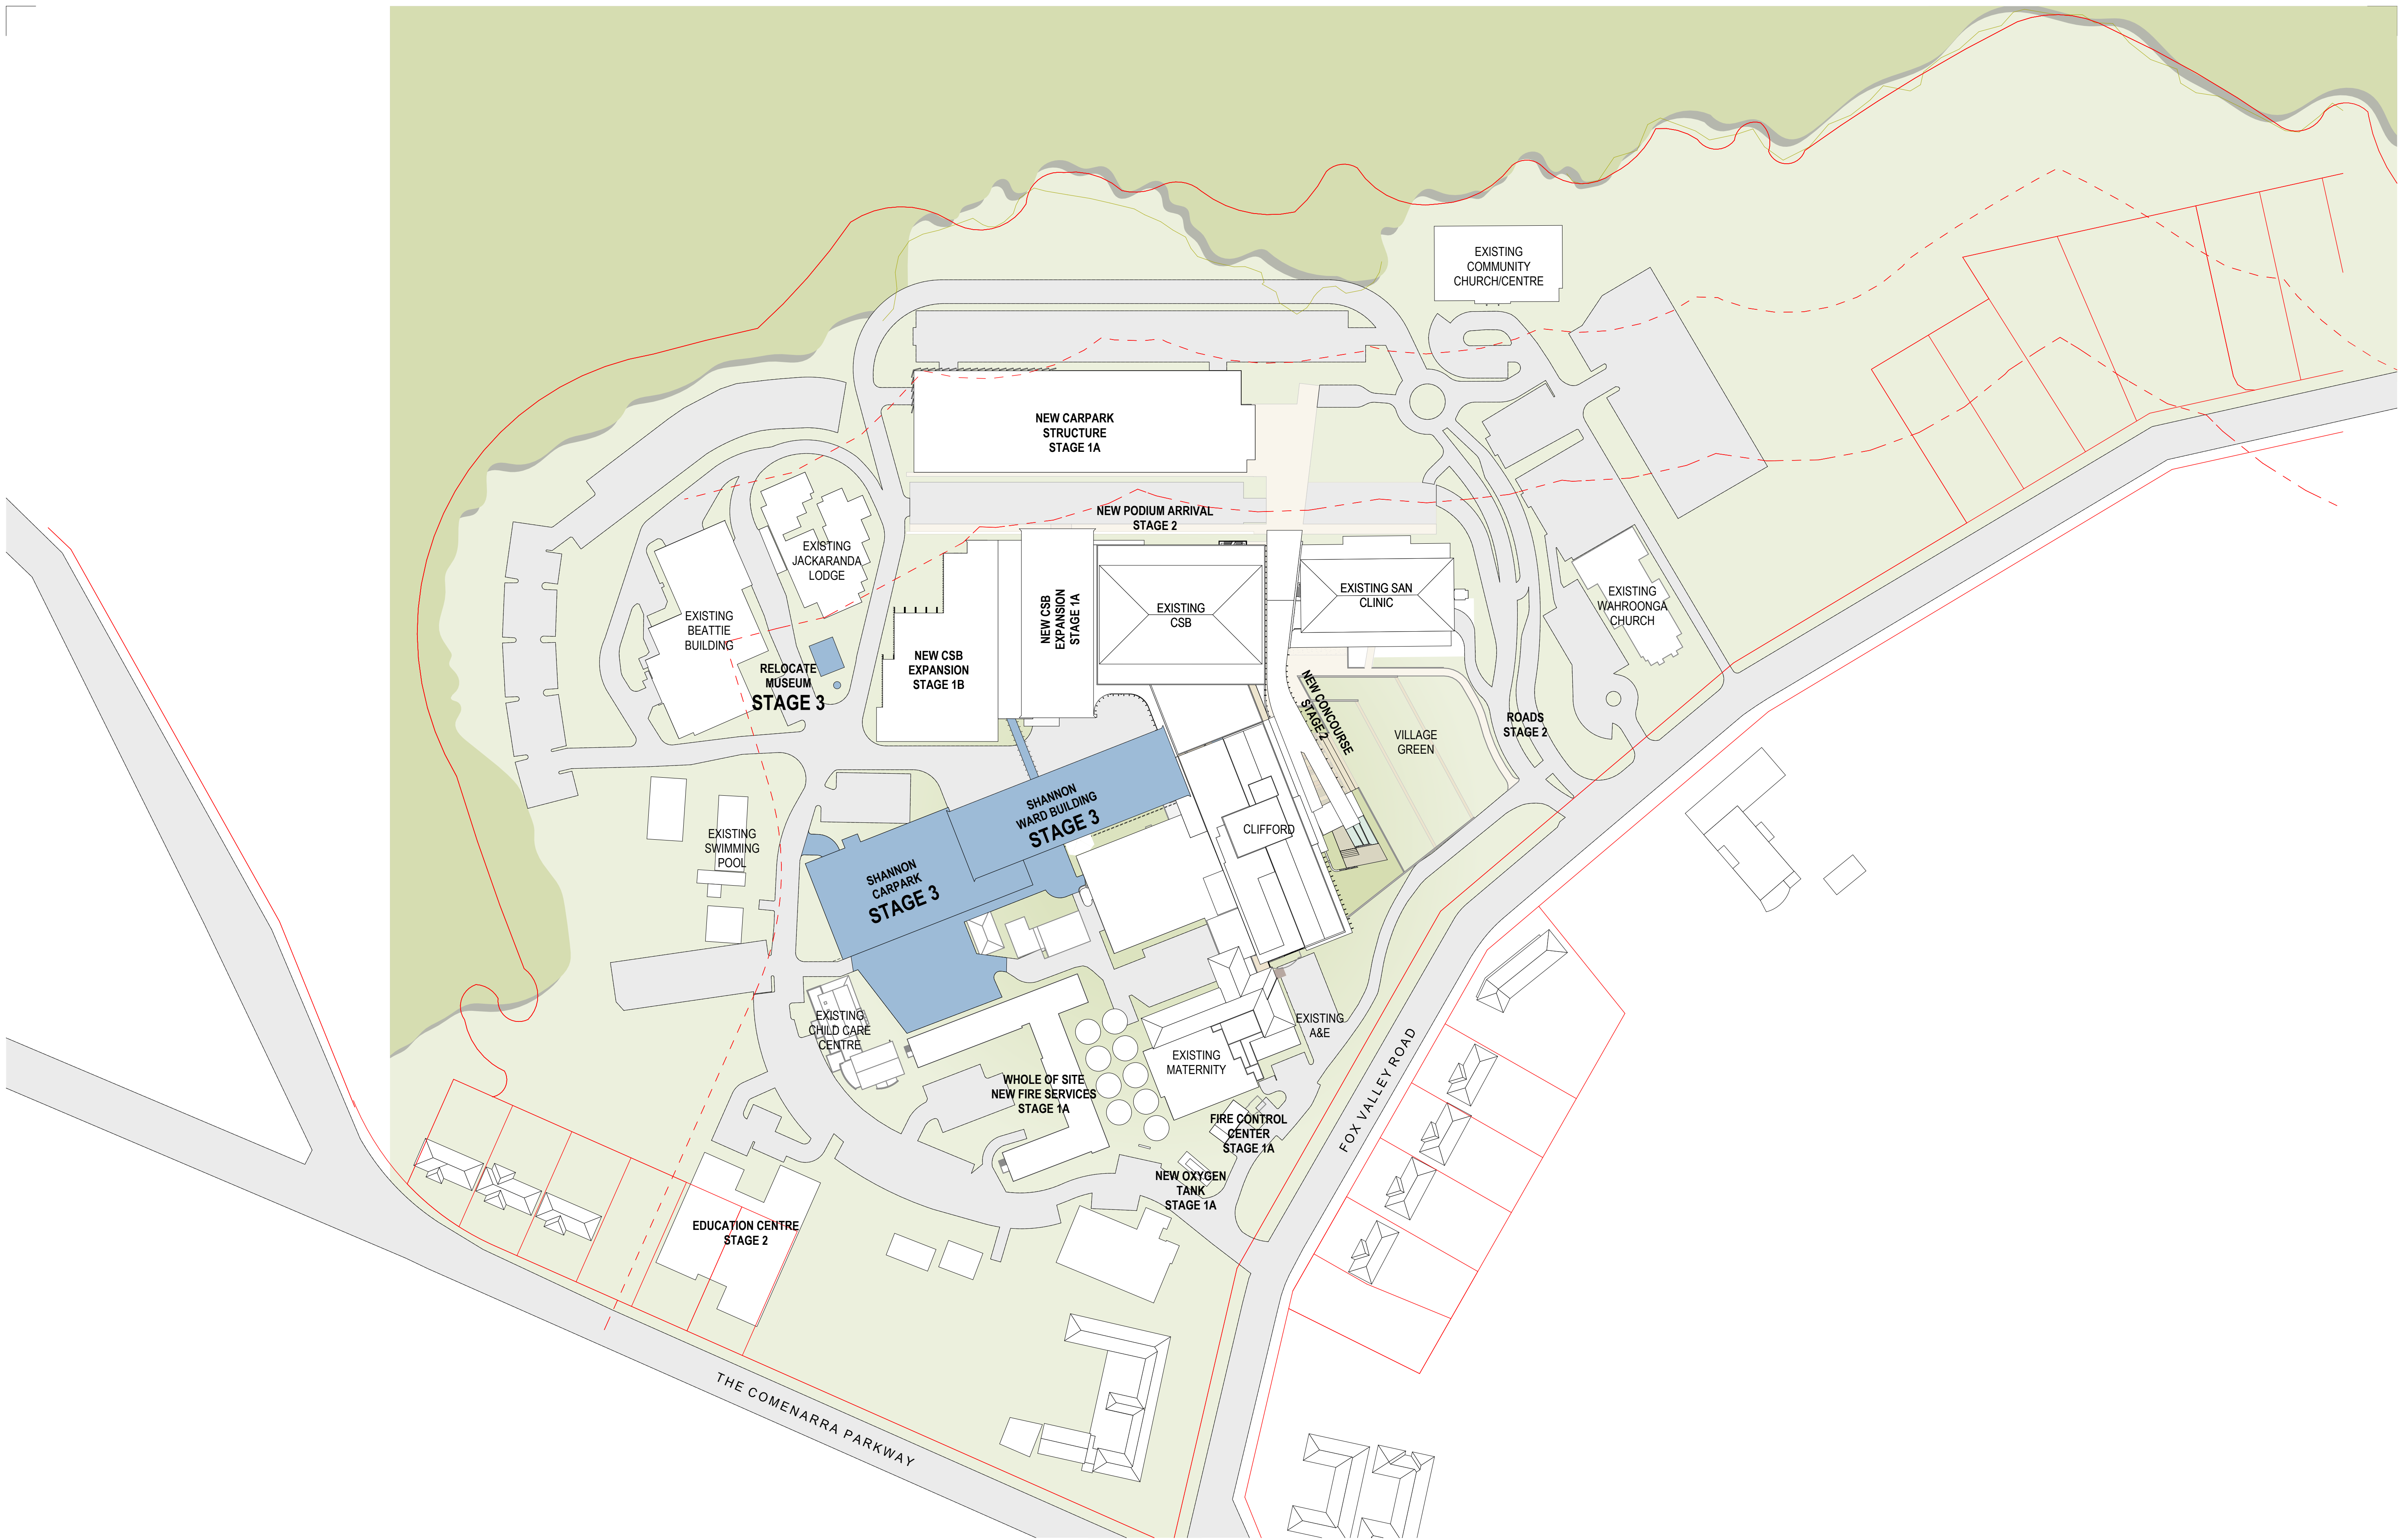 EXISTING
COMMUNITY
CHURCH/CENTRE
NEW CARPARK
STRUCTURE
STAGE 1A
NEW PODIUM ARRIVAL
STAGE 2
EXISTING
JACKARANDA
LODGE
EXISTING
BEATTIE
BUILDING
RELOCATE
MUSEUM
STAGE 3
NEW CSB
EXPANSION
STAGE 1B
NEW CSB
EXPANSION
STAGE 1A
EXISTING
CSB
EXISTING SAN
CLINIC
EXISTING
WAHROONGA
CHURCH
NEW CONCOURSE
STAGE 2
VILLAGE
GREEN
ROADS
STAGE 2
SHANNON
WARD BUILDING
STAGE 3
CLIFFORD
EXISTING
SWIMMING
POOL
SHANNON
CARPARK
STAGE 3
EXISTING
CHILD CARE
CENTRE
EXISTING
A&E
EXISTING
MATERNITY
WHOLE OF SITE
NEW FIRE SERVICES
STAGE 1A
FIRE CONTROL
CENTER
STAGE 1A
NEW OXYGEN
TANK
STAGE 1A
FOX VALLEY ROAD
EDUCATION CENTRE
STAGE 2
THE COMENARRA PARKWAY